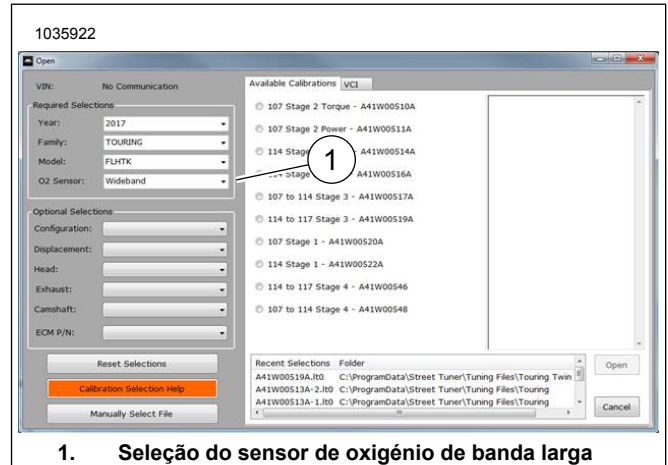 1035922
Open
VIN: No Communication
Required Selections
Year: 2017
Family: TOURING
Model: FLHTK
O2 Sensor: Wideband
Optional Selections
Configuration:
Displacement:
Head:
Exhaust:
Camshaft:
ECM P/N:
Reset Selections
Calibration Selection Help
Manually Select File
Available Calibrations VCI
107 Stage 2 Torque - A41W00510A
107 Stage 2 Power - A41W00511A
114 Stage A41W00514A
Stage A41W00516A
107 to 114 Stage 3 - A41W00517A
114 to 117 Stage 3 - A41W00519A
107 Stage 1 - A41W00520A
114 Stage 1 - A41W00522A
114 to 117 Stage 4 - A41W00546
107 to 114 Stage 4 - A41W00548
1
Recent Selections Folder
A41W00519A.lt0 C:\ProgramData\Street Tuner\Tuning Files\Touring Twin
A41W00513A-2.lt0 C:\ProgramData\Street Tuner\Tuning Files\Touring
A41W00513A-1.lt0 C:\ProgramData\Street Tuner\Tuning Files\Touring
Open
Cancel
1. Seleção do sensor de oxigénio de banda larga